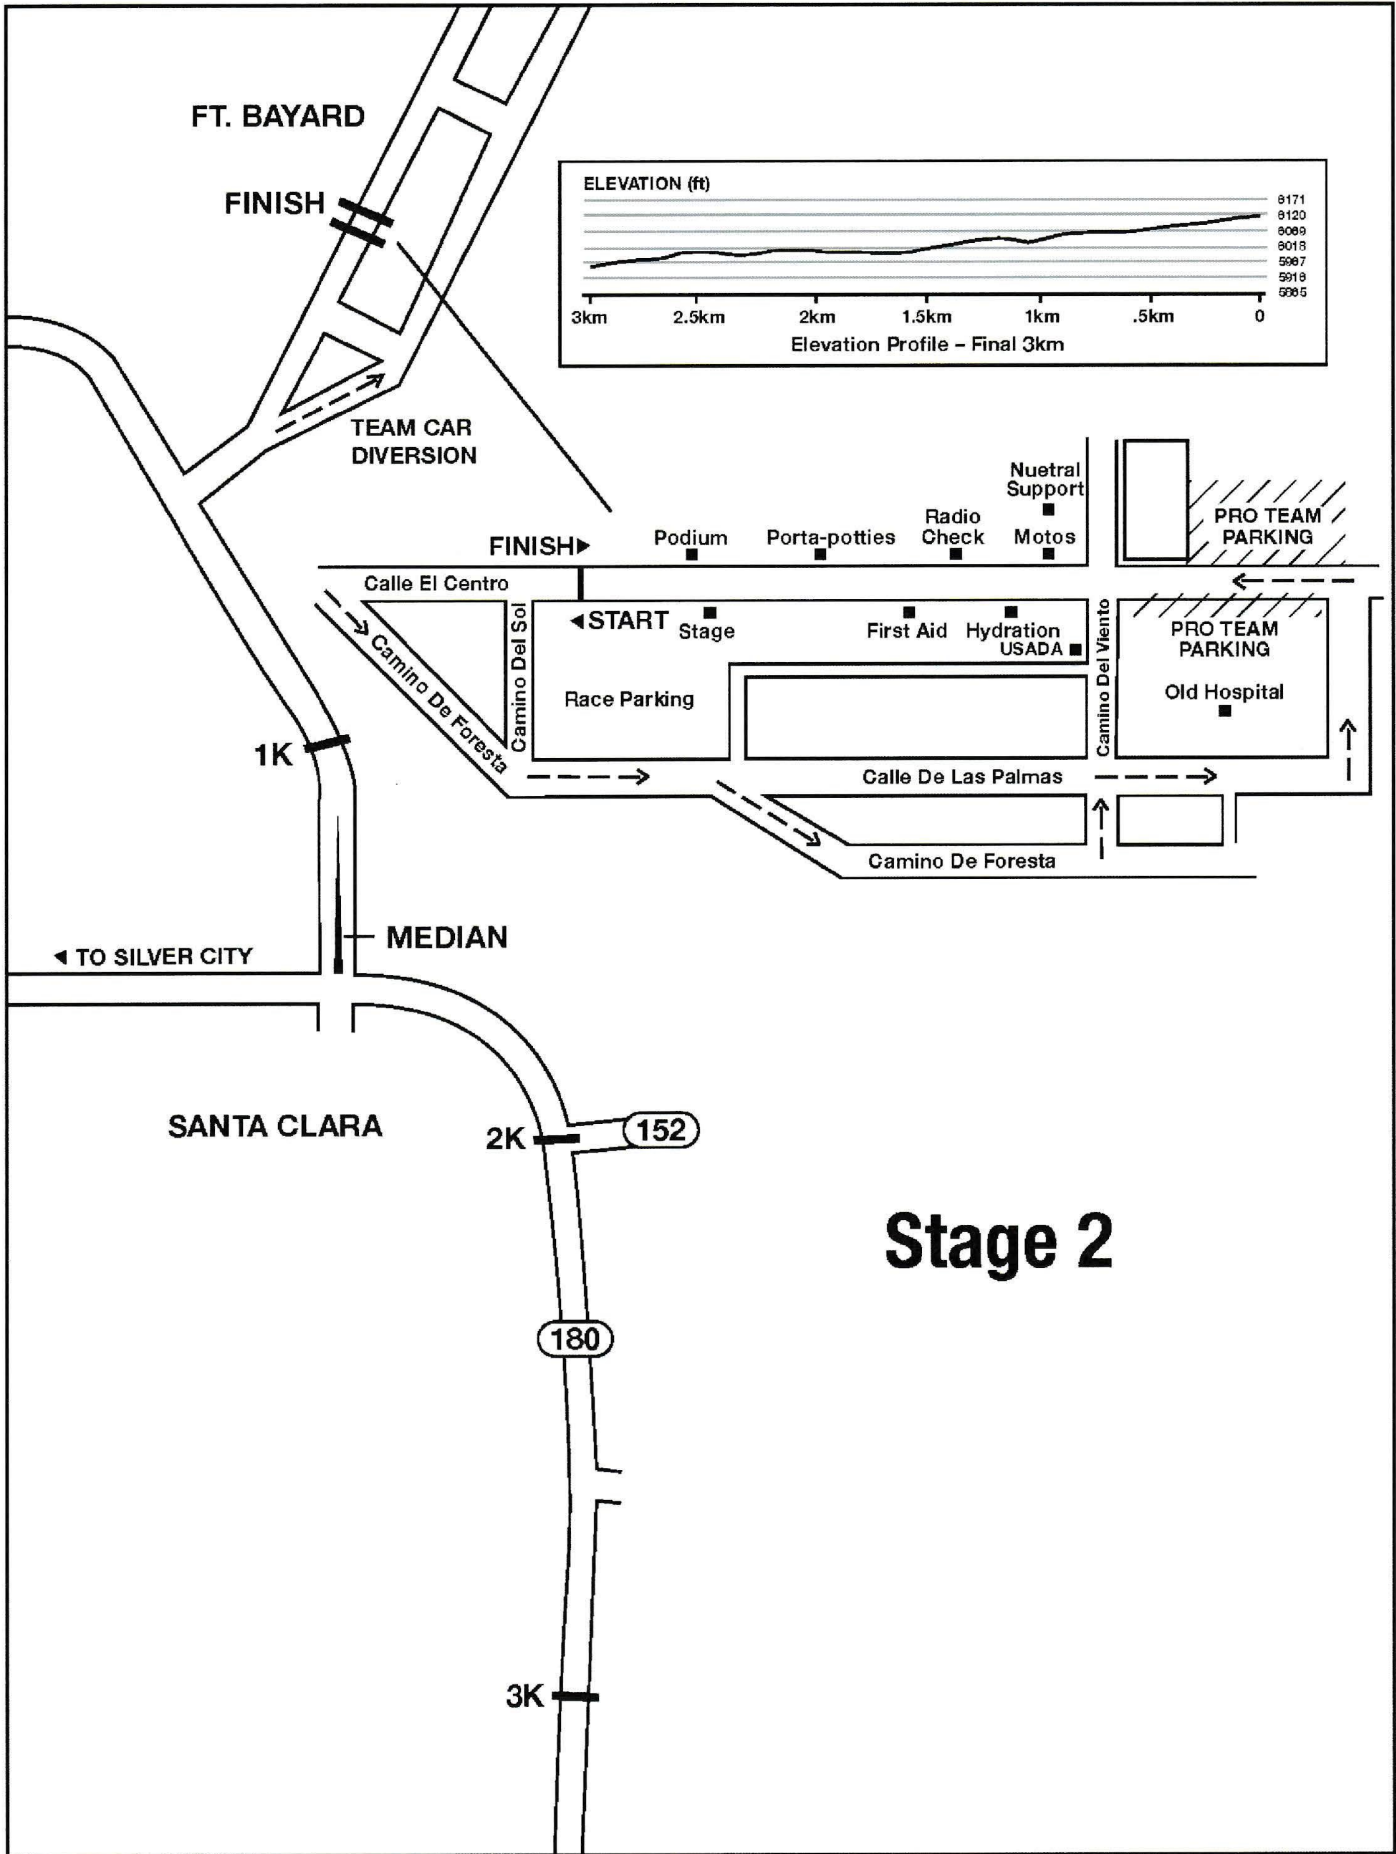 FT. BAYARD
FINISH
ELEVATION (ft)
6171
6120
6069
6018
5967
5916
5865
3km 2.5km 2km 1.5km 1km .5km 0
Elevation Profile – Final 3km
TEAM CAR
DIVERSION
Nuetral
Support
PRO TEAM
PARKING
FINISH
Podium
Porta-potties
Radio
Check
Motos
Calle El Centro
START
Stage
First Aid
Hydration
USADA
PRO TEAM
PARKING
Camino De Foresta
Camino Del Sol
Race Parking
Camino Del Viento
Old Hospital
1K
Calle De Las Palmas
Camino De Foresta
MEDIAN
TO SILVER CITY
SANTA CLARA
2K
152
Stage 2
180
3K